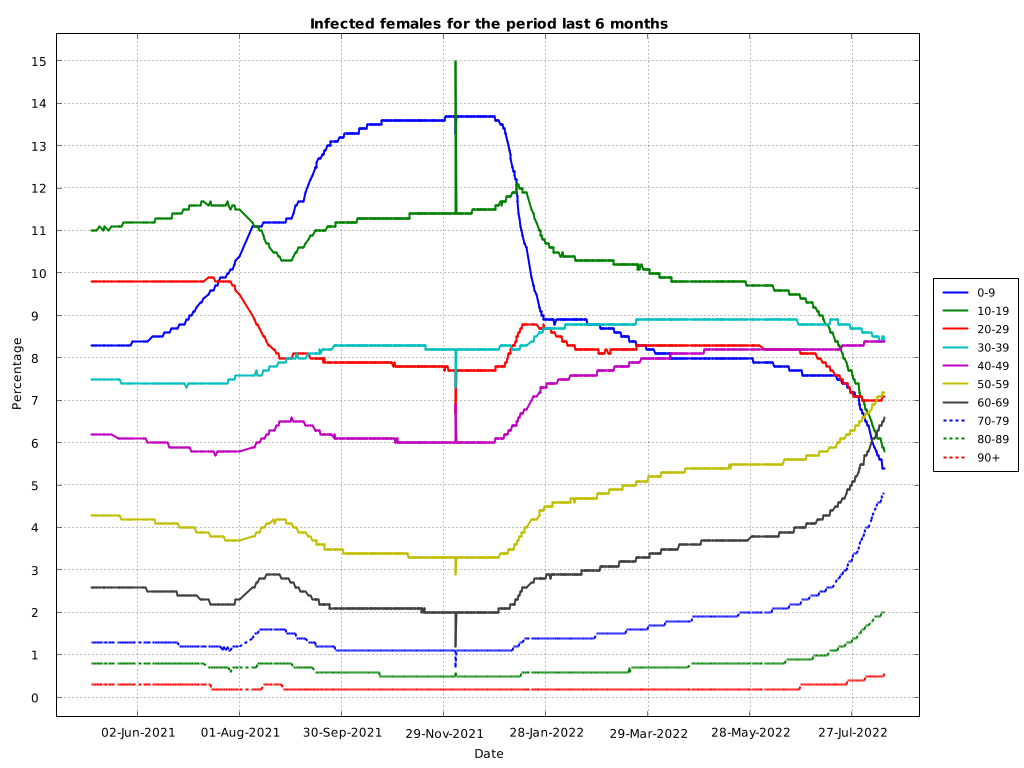 Infected females for the period last 6 months
15
14
13
12
11
10
9
8
7
6
5
4
3
2
1
0
Percentage
02-Jun-2021
01-Aug-2021
30-Sep-2021
29-Nov-2021
28-Jan-2022
29-Mar-2022
28-May-2022
27-Jul-2022
Date
0-9
10-19
20-29
30-39
40-49
50-59
60-69
70-79
80-89
90+